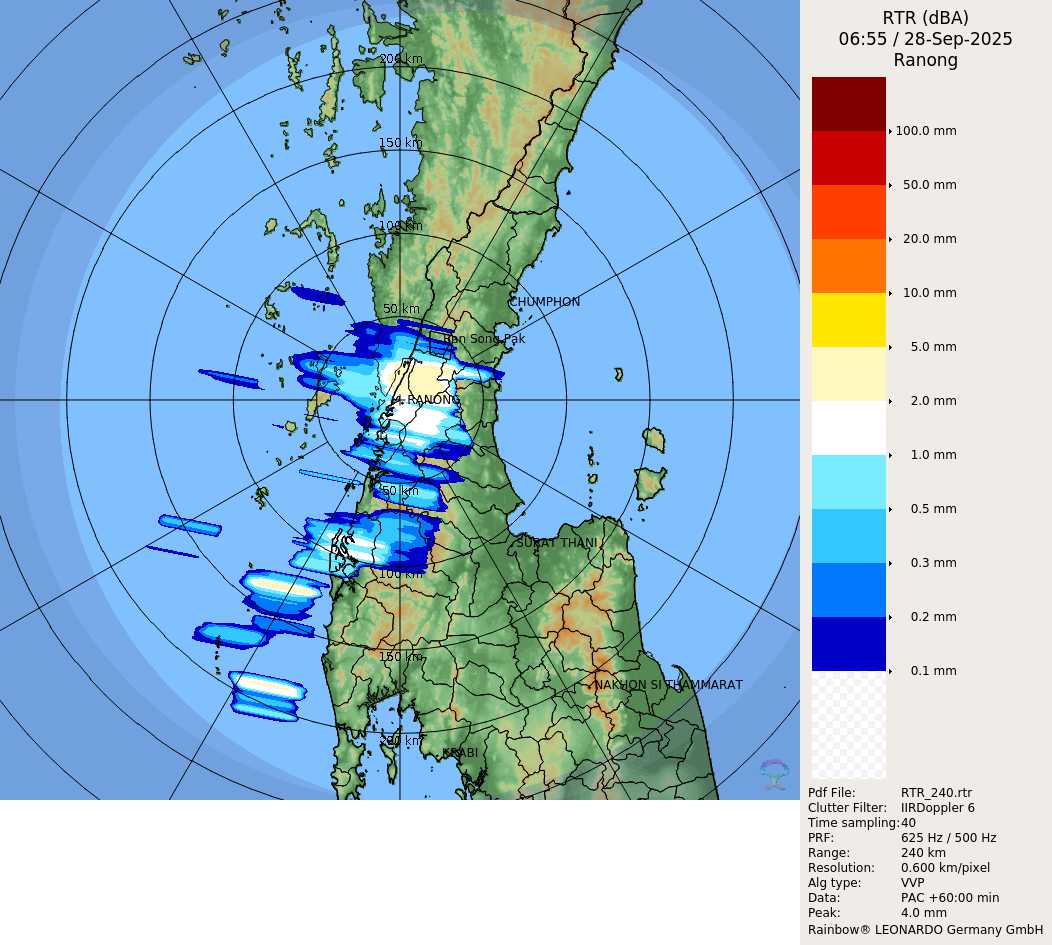 RTR (dBA)
06:55 / 28-Sep-2025
Ranong
200 km
150 km
100 km
50 km
CHUMPHON
Ban Song Pak
RANONG
50 km
SURAT THANI
100 km
150 km
NAKHON SI THAMMARAT
200 km
KRABI
100.0 mm
50.0 mm
20.0 mm
10.0 mm
5.0 mm
2.0 mm
1.0 mm
0.5 mm
0.3 mm
0.2 mm
0.1 mm
Pdf File: RTR_240.rtr
Clutter Filter: IIRDoppler 6
Time sampling:40
PRF: 625 Hz / 500 Hz
Range: 240 km
Resolution: 0.600 km/pixel
Alg type: VVP
Data: PAC +60:00 min
Peak: 4.0 mm
Rainbow® LEONARDO Germany GmbH